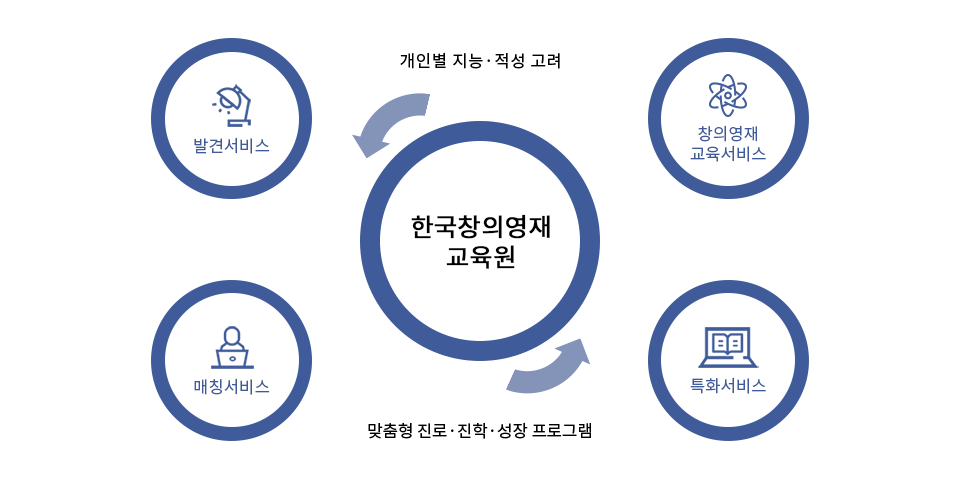 개인별 지능·적성 고려
발견서비스
창의영재
교육서비스
한국창의영재
교육원
매칭서비스
특화서비스
맞춤형 진로·진학·성장 프로그램